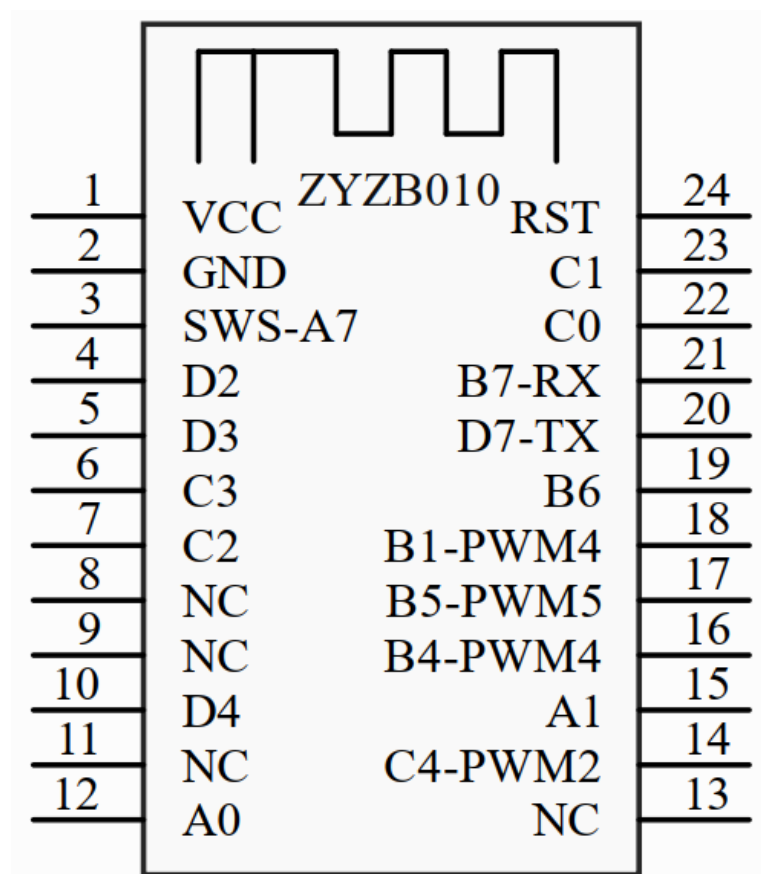 ZYZB010
1 VCC RST 24
2 GND C1 23
3 SWS-A7 C0 22
4 D2 B7-RX 21
5 D3 D7-TX 20
6 C3 B6 19
7 C2 B1-PWM4 18
8 NC B5-PWM5 17
9 NC B4-PWM4 16
10 D4 A1 15
11 NC C4-PWM2 14
12 A0 NC 13